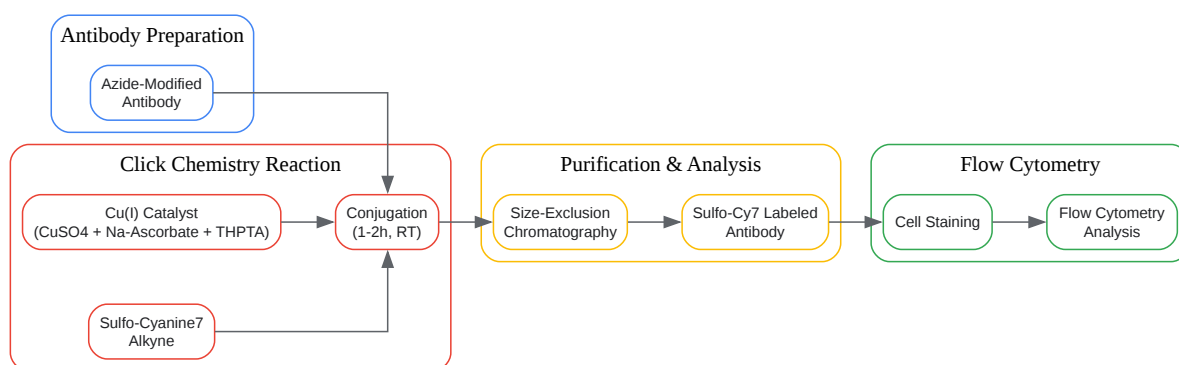 Antibody Preparation
Azide-Modified
Antibody
Click Chemistry Reaction
Cu(I) Catalyst
(CuSO4 + Na-Ascorbate + THPTA)
Conjugation
(1-2h, RT)
Sulfo-Cyanine7
Alkyne
Purification & Analysis
Size-Exclusion
Chromatography
Sulfo-Cy7 Labeled
Antibody
Flow Cytometry
Cell Staining
Flow Cytometry
Analysis